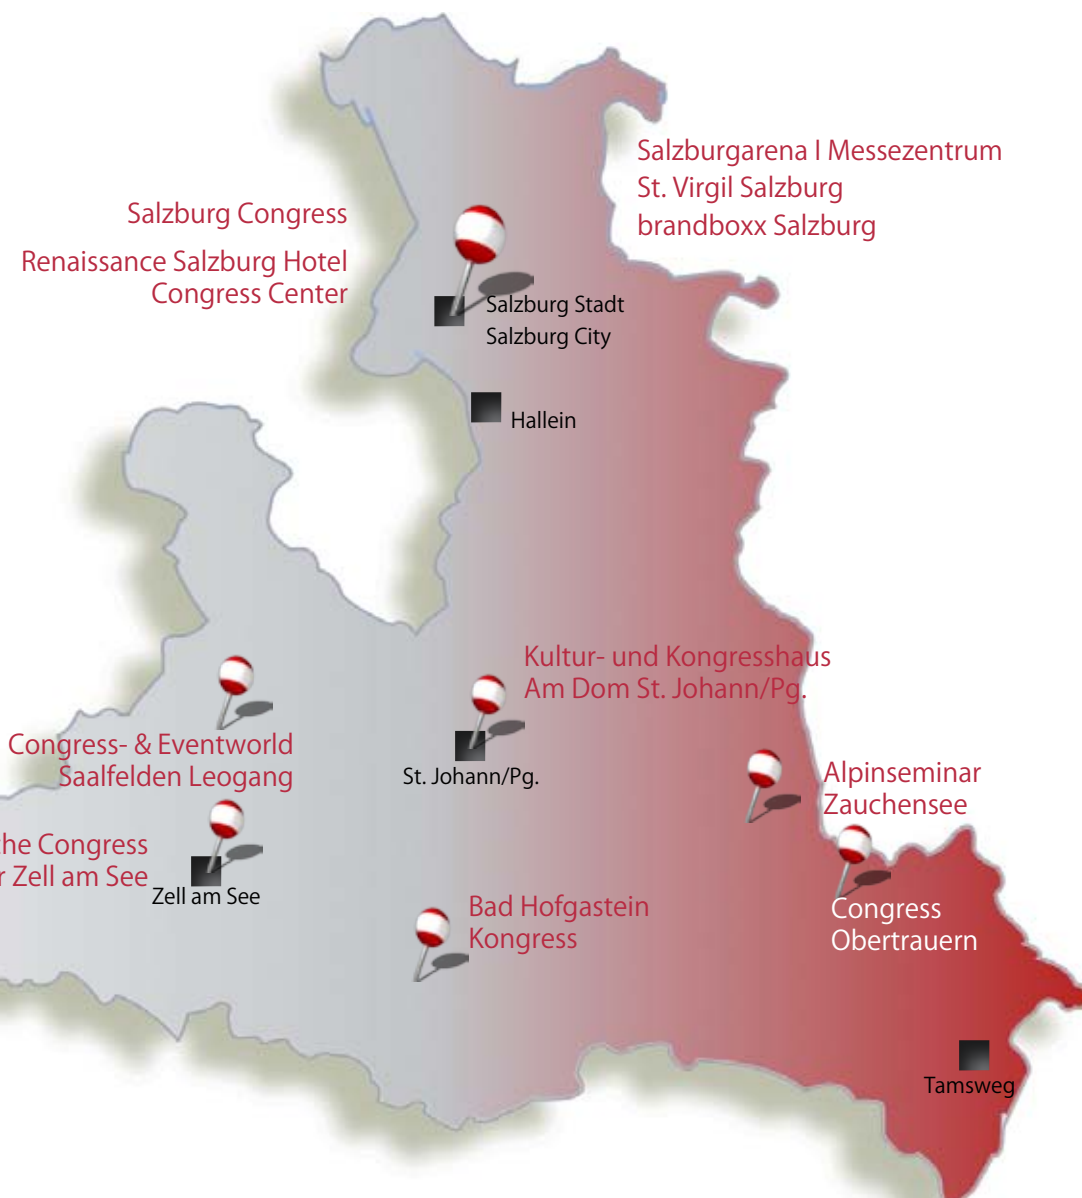 Salzburgarena I Messezentrum
St. Virgil Salzburg
brandboxx Salzburg
Salzburg Congress
Renaissance Salzburg Hotel
Congress Center
Salzburg Stadt
Salzburg City
Hallein
Kultur- und Kongresshaus
Am Dom St. Johann/Pg.
Congress- & Eventworld
Saalfelden Leogang
St. Johann/Pg.
Alpinseminar
Zauchensee
Congress
Zell am See
Zell am See
Bad Hofgastein
Kongress
Congress
Obertrauern
Tamsweg